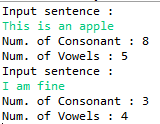 Input sentence :
This is an apple
Num. of Consonant : 8
Num. of Vowels : 5
Input sentence :
I am fine
Num. of Consonant : 3
Num. of Vowels : 4